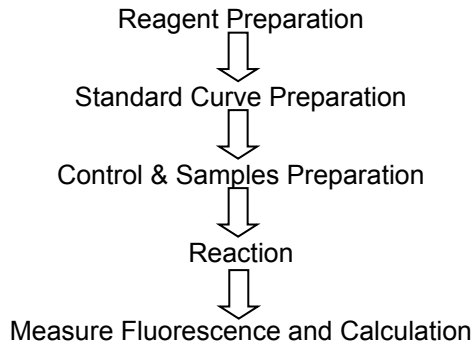 Reagent Preparation
Standard Curve Preparation
Control & Samples Preparation
Reaction
Measure Fluorescence and Calculation